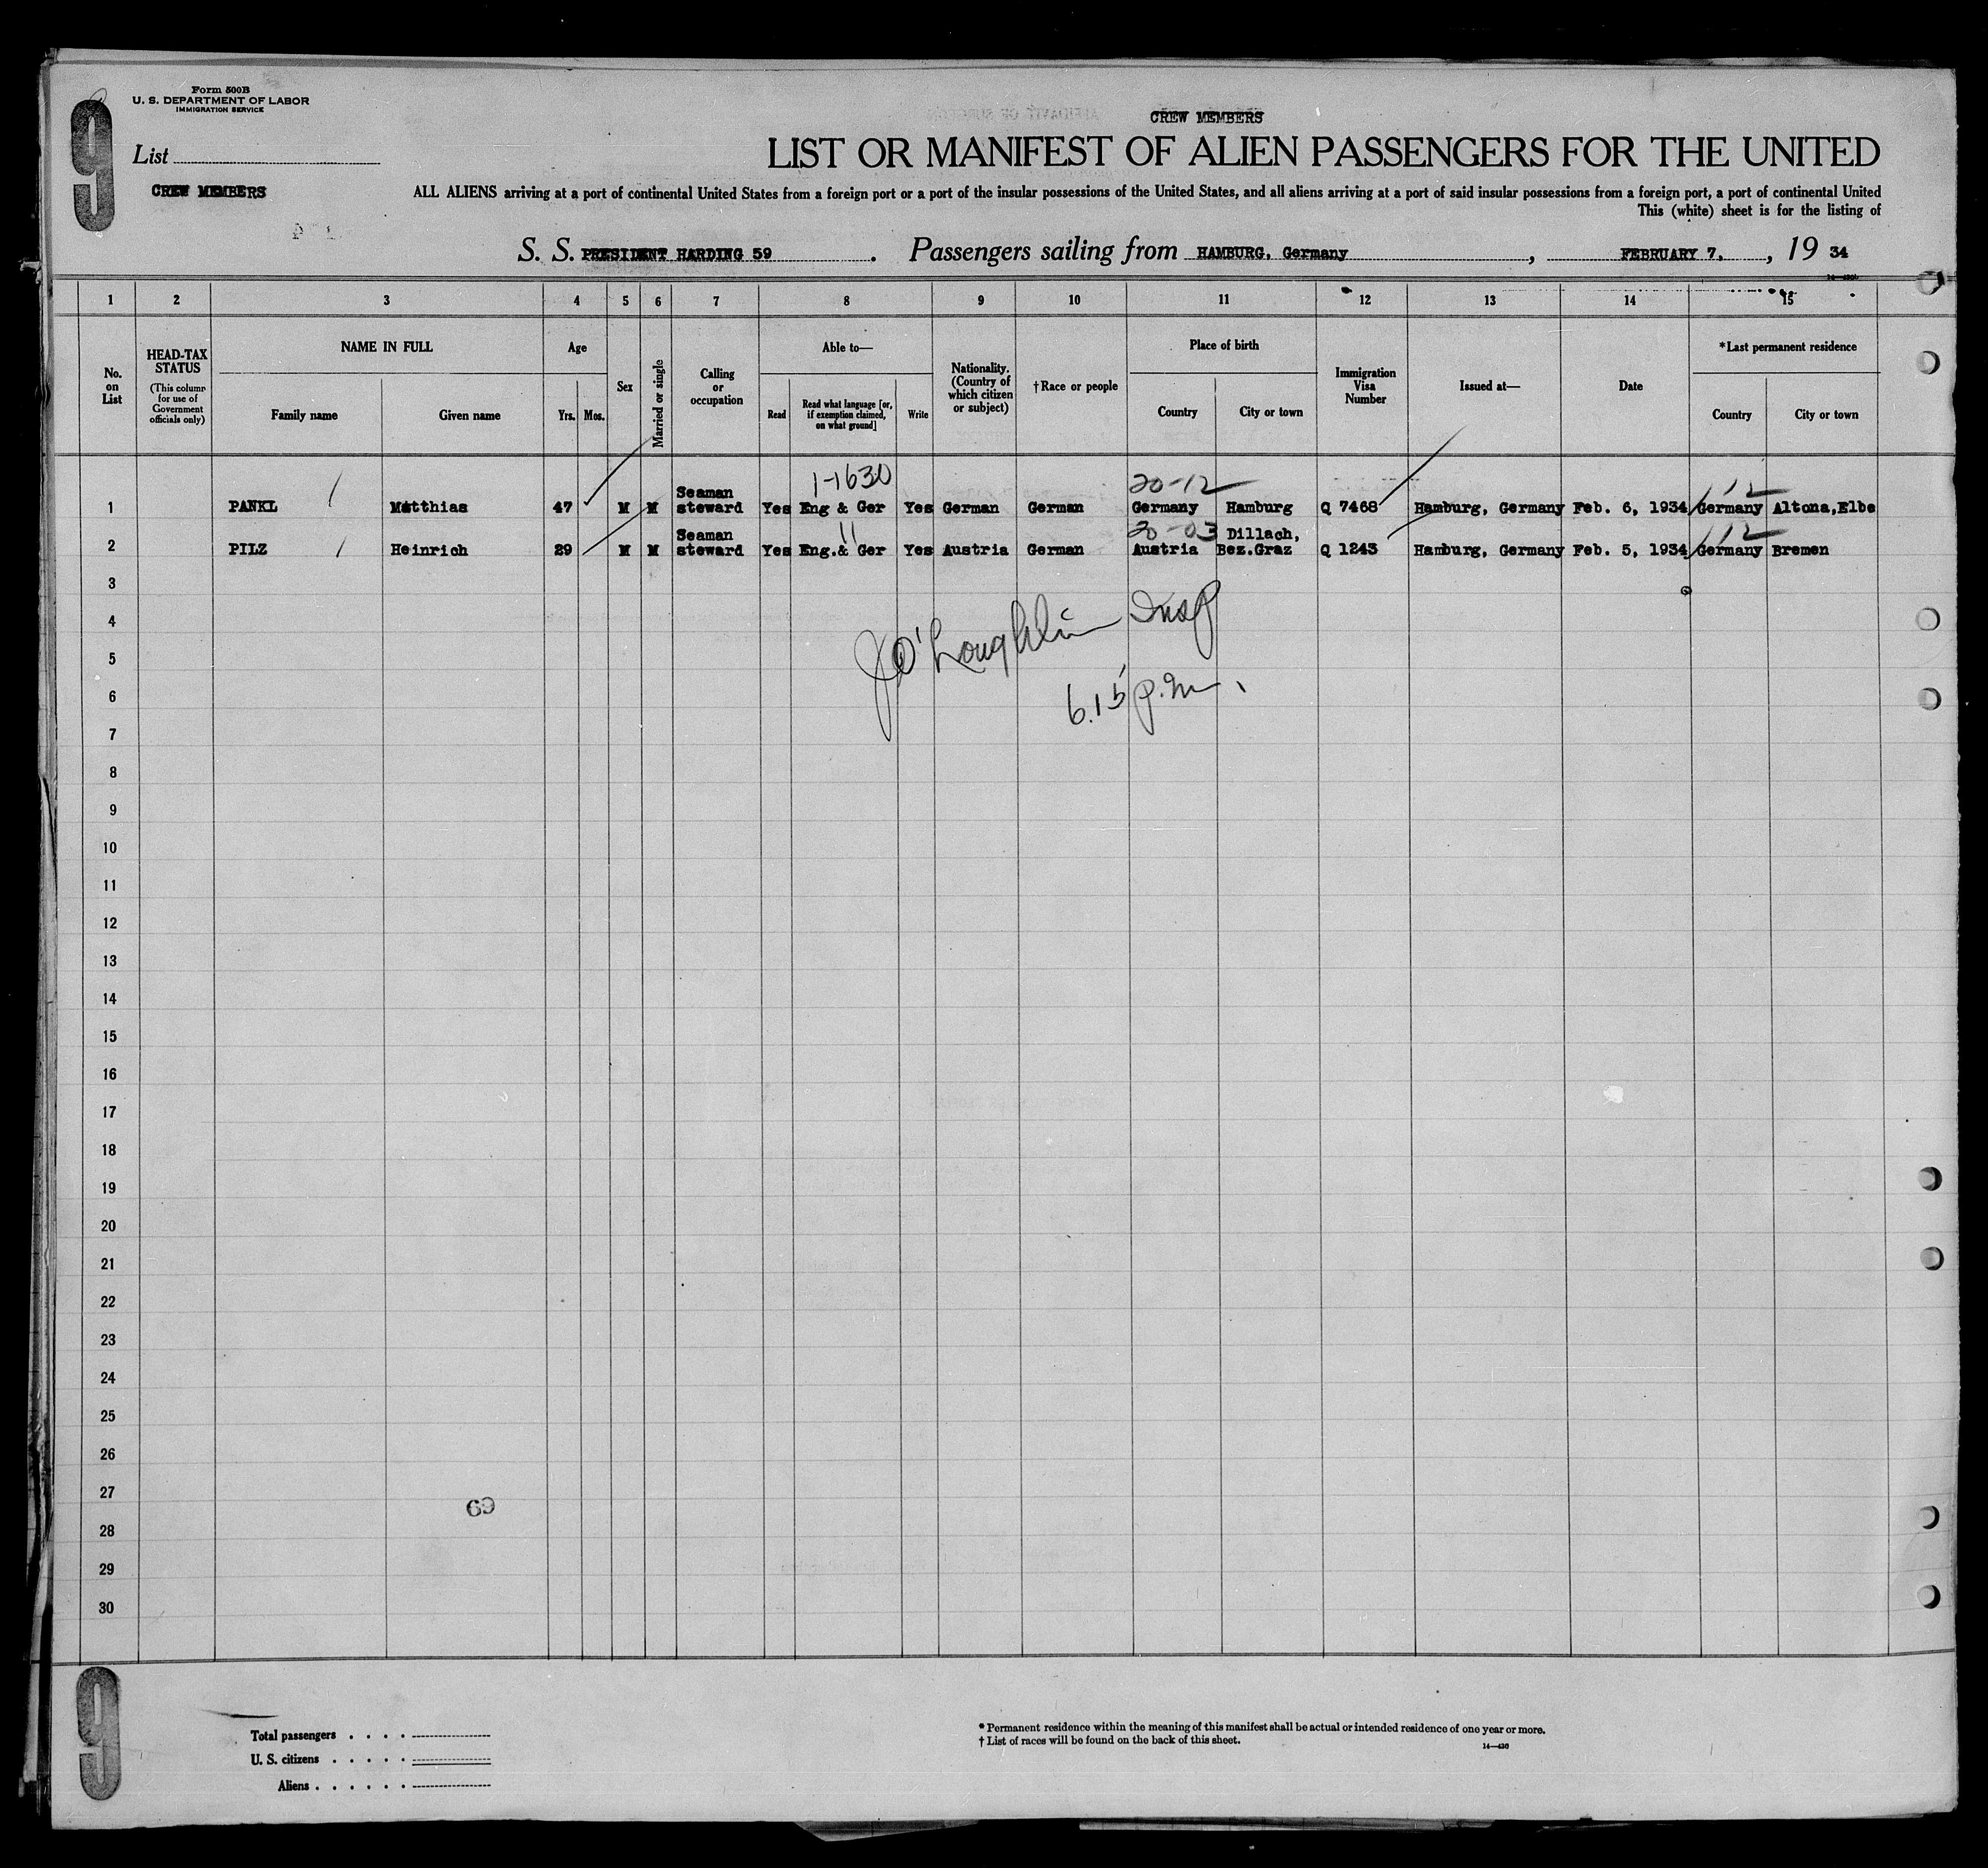 9
Form 500B
U. S. DEPARTMENT OF LABOR
IMMIGRATION SERVICE
List
CREW MEMBERS
CREW MEMBERS
LIST OR MANIFEST OF ALIEN PASSENGERS FOR THE UNITED
ALL ALIENS arriving at a port of continental United States from a foreign port or a port of the insular possessions of the United States, and all aliens arriving at a port of said insular possessions from a foreign port, a port of continental United
This (white) sheet is for the listing of
S. S. PRESIDENT HARDING 59 . Passengers sailing from HAMBURG, Germany , FEBRUARY 7. , 19 34
1 2 3 4 5 6 7 8 9 10 11 12 13 14 15
No. on List
HEAD-TAX STATUS
(This column for use of Government officials only)
NAME IN FULL
Family name Given name
Age
Yrs. Mos.
Sex
Married or single
Calling or occupation
Able to—
Read
Read what language [or, if exemption claimed, on what ground]
Write
Nationality. (Country of which citizen or subject)
†Race or people
Place of birth
Country City or town
Immigration Visa Number
Issued at—
Date
*Last permanent residence
Country City or town
1-1630 20-12 112
1 PANKL Matthias 47 M M Seaman steward Yes Eng & Ger Yes German German Germany Hamburg Q 7468 Hamburg, Germany Feb. 6, 1934 Germany Altona,Elbe
11 20-03 112
2 PILZ Heinrich 29 M M Seaman steward Yes Eng.& Ger Yes Austria German Austria Dillach, Bez.Graz Q 1243 Hamburg, Germany Feb. 5, 1934 Germany Bremen
3
4
J O'Loughlin Insp
5
6
6.15 p.m.
7
8
9
10
11
12
13
14
15
16
17
18
19
20
21
22
23
24
25
26
27
69
28
29
30
9
Total passengers . . . .
U. S. citizens . . . . .
Aliens . . . . . .
* Permanent residence within the meaning of this manifest shall be actual or intended residence of one year or more.
† List of races will be found on the back of this sheet.
14—430